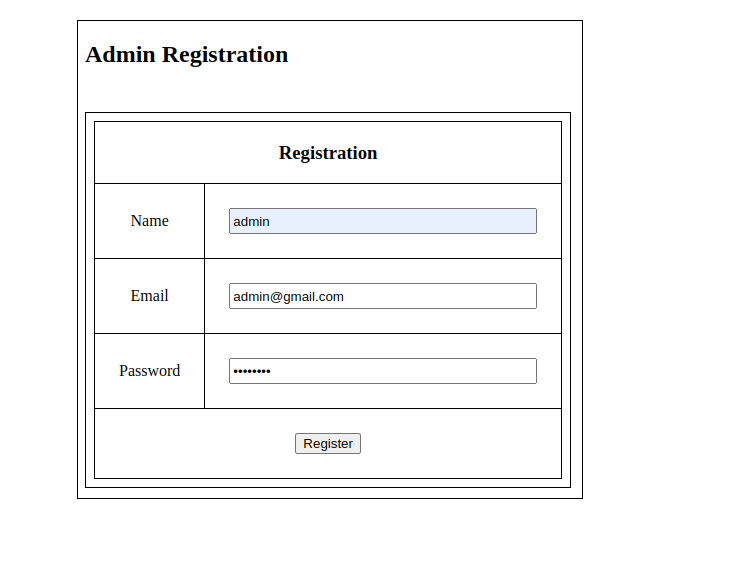 Admin Registration
Registration
Name
admin
Email
admin@gmail.com
Password
••••••••
Register